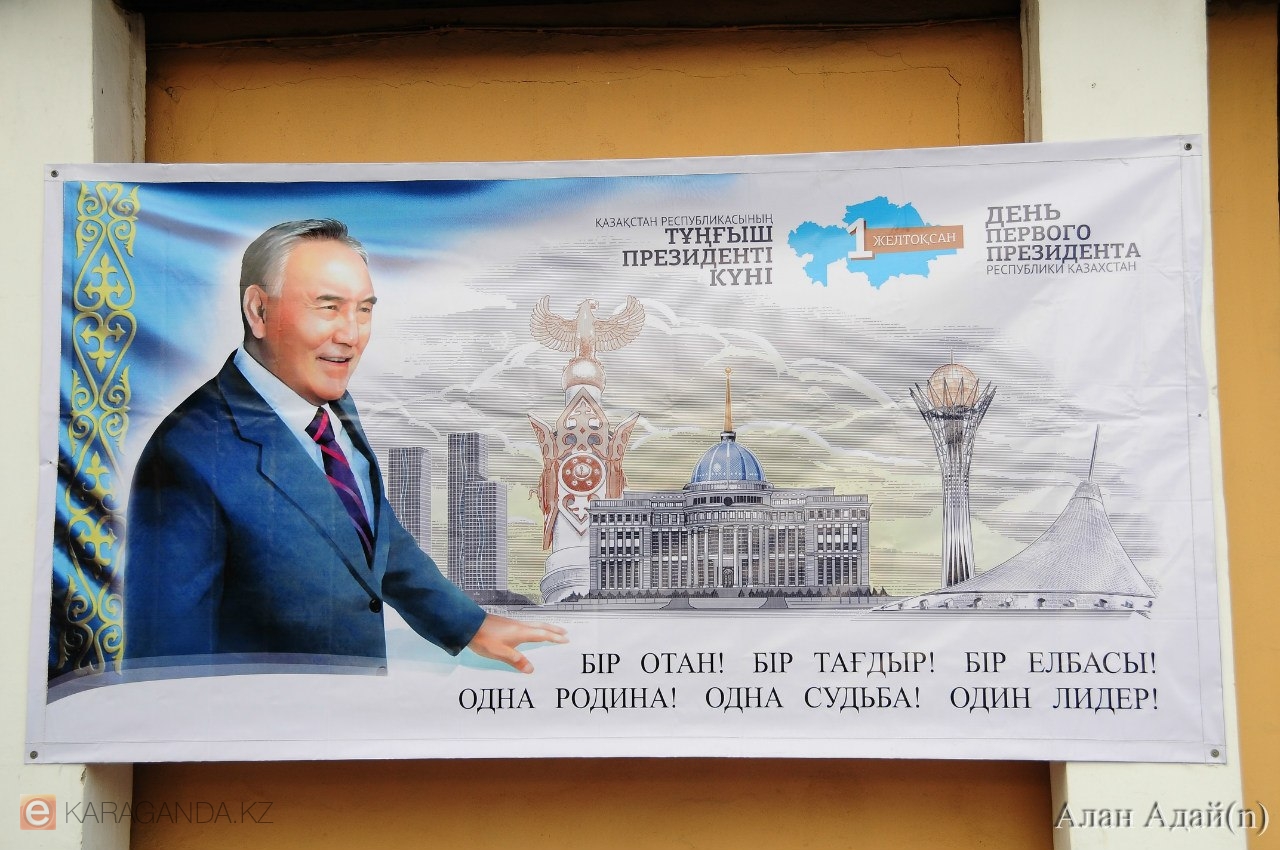 ҚАЗАҚСТАН РЕСПУБЛИКАСЫНЫҢ
ТҰҢҒЫШ
ПРЕЗИДЕНТІ
КҮНІ
1 ЖЕЛТОҚСАН
ДЕНЬ
ПЕРВОГО
ПРЕЗИДЕНТА
РЕСПУБЛИКИ КАЗАХСТАН
БІР ОТАН! БІР ТАҒДЫР! БІР ЕЛБАСЫ!
ОДНА РОДИНА! ОДНА СУДЬБА! ОДИН ЛИДЕР!
e KARAGANDA.KZ
Алан Адай(n)